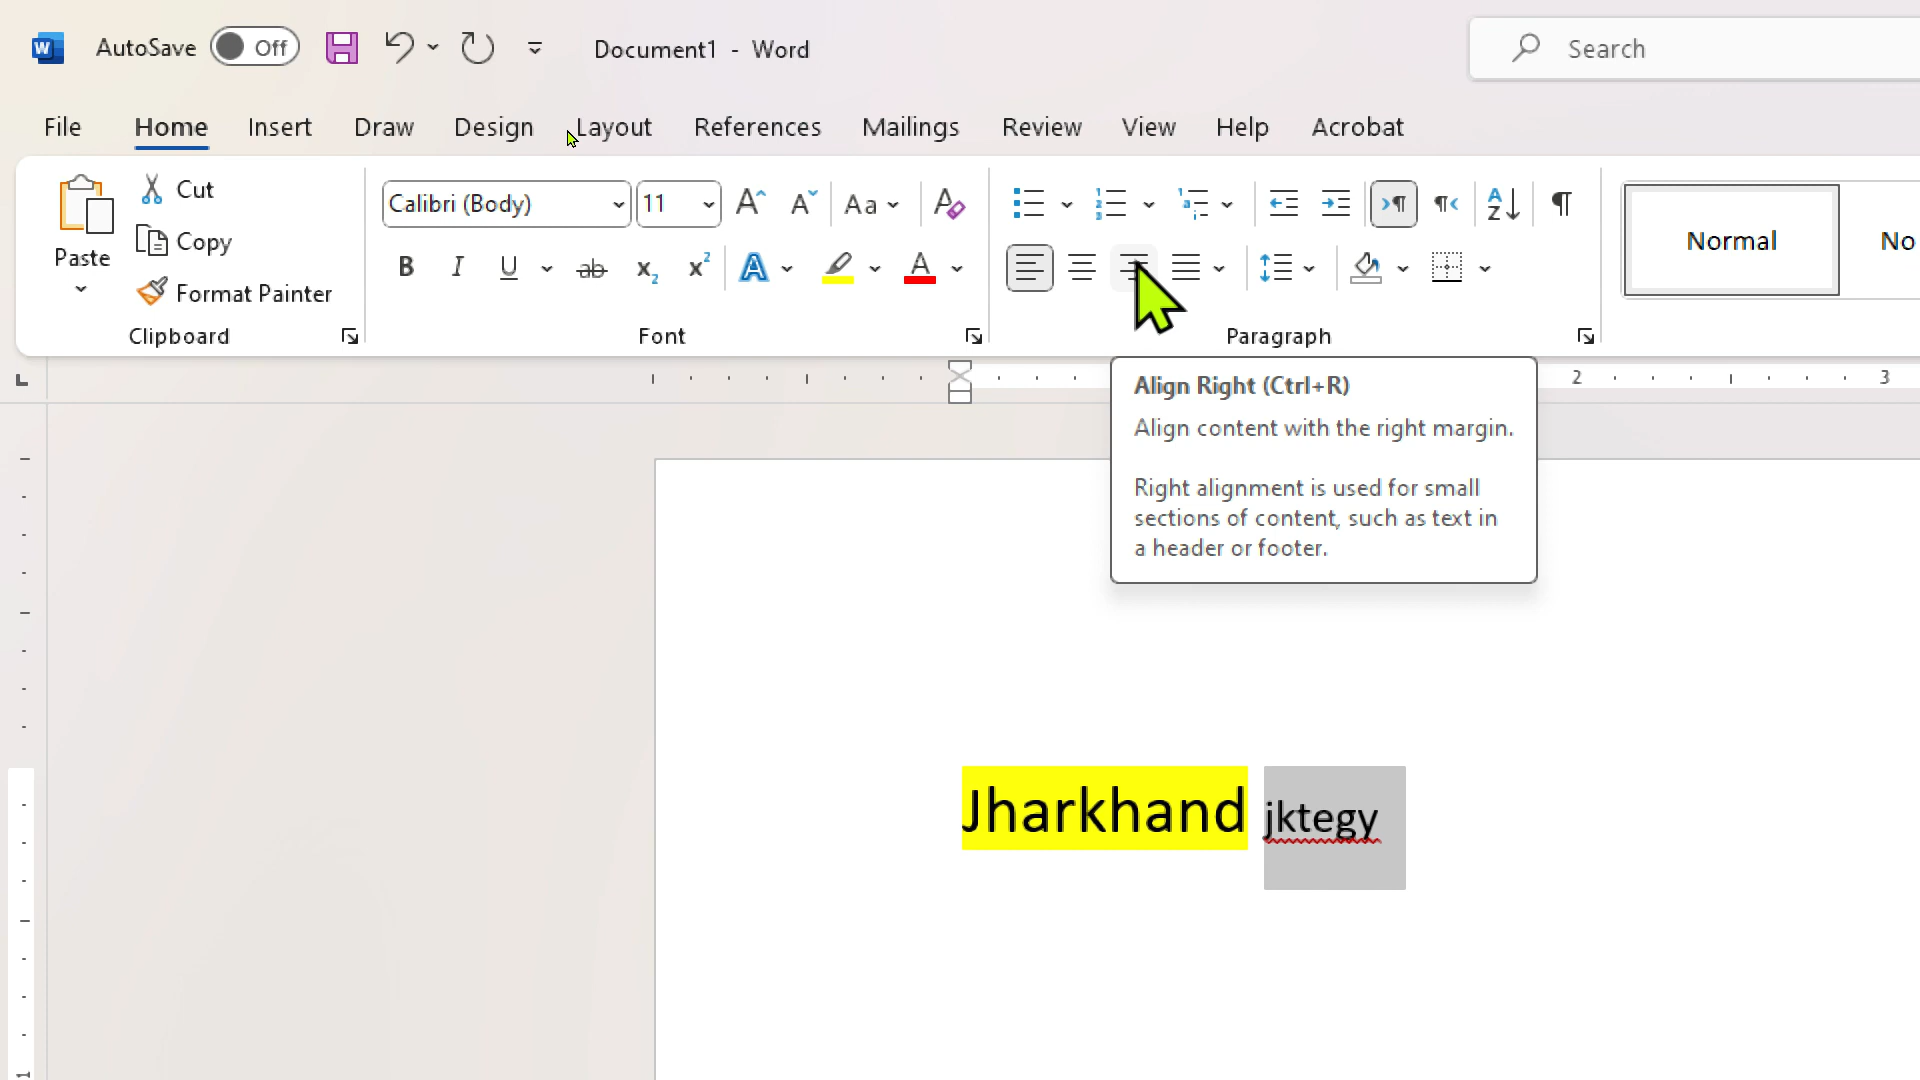 AutoSave Off Document1 - Word Search
File Home Insert Draw Design Layout References Mailings Review View Help Acrobat
Paste
Cut
Copy
Format Painter
Clipboard
Calibri (Body) 11
Font
Paragraph
Normal
No
2 3
Align Right (Ctrl+R)
Align content with the right margin.
Right alignment is used for small
sections of content, such as text in
a header or footer.
Jharkhand jktegy
1